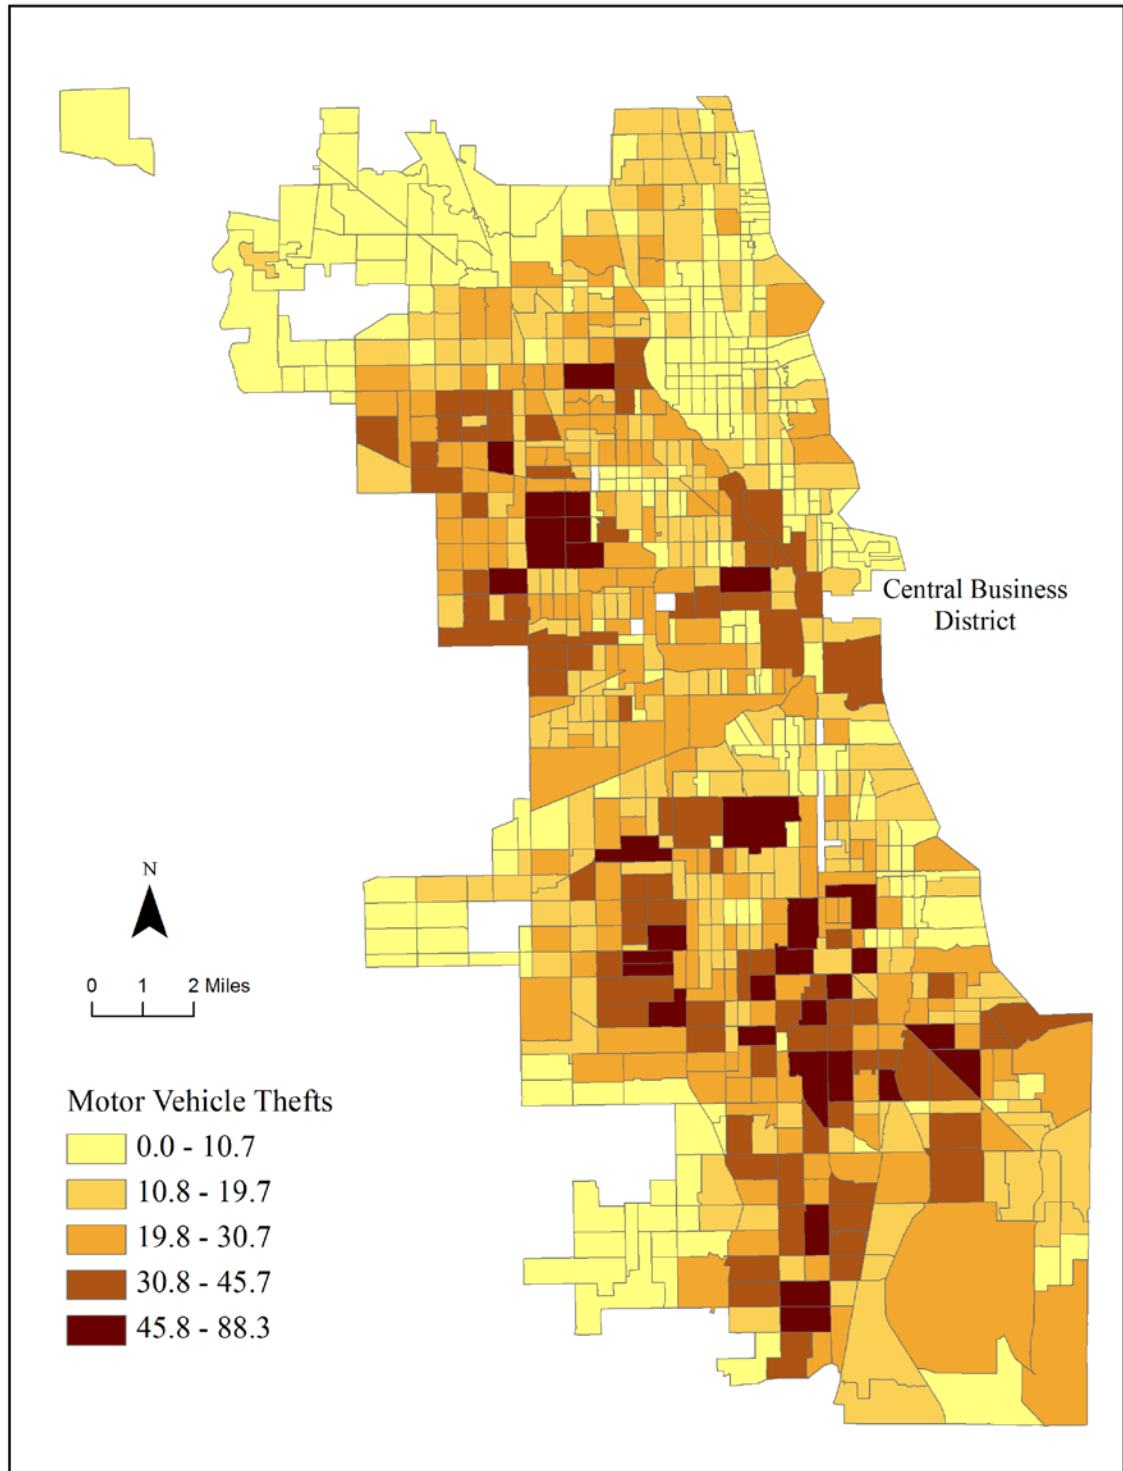 Central Business
District
N
0 1 2 Miles
Motor Vehicle Thefts
0.0 - 10.7
10.8 - 19.7
19.8 - 30.7
30.8 - 45.7
45.8 - 88.3